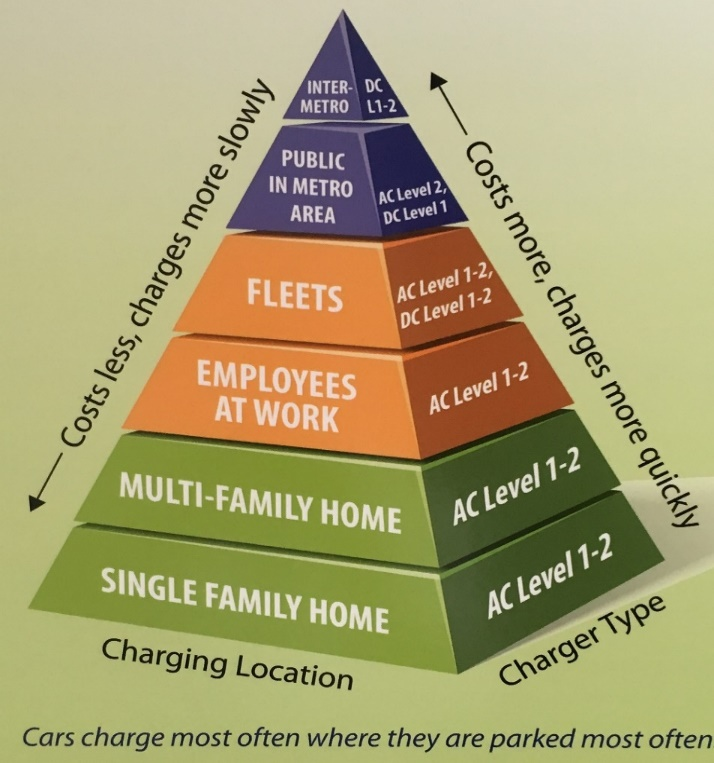 INTER-
METRO
DC
L1-2
PUBLIC
IN METRO
AREA
AC Level 2,
DC Level 1
FLEETS
AC Level 1-2,
DC Level 1-2
EMPLOYEES
AT WORK
AC Level 1-2
MULTI-FAMILY HOME
AC Level 1-2
SINGLE FAMILY HOME
AC Level 1-2
Costs less, charges more slowly
Costs more, charges more quickly
Charging Location
Charger Type
Cars charge most often where they are parked most often